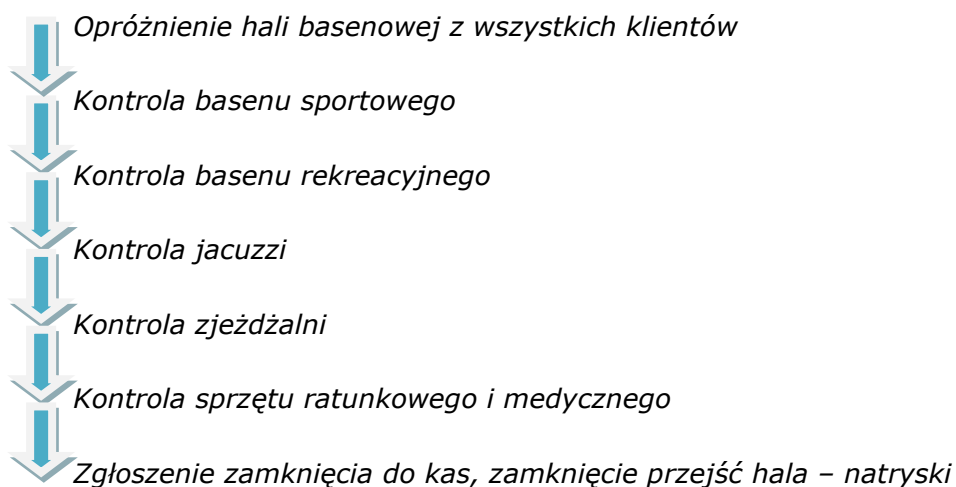 Opróżnienie hali basenowej z wszystkich klientów
Kontrola basenu sportowego
Kontrola basenu rekreacyjnego
Kontrola jacuzzi
Kontrola zjeżdżalni
Kontrola sprzętu ratunkowego i medycznego
Zgłoszenie zamknięcia do kas, zamknięcie przejść hala – natryski